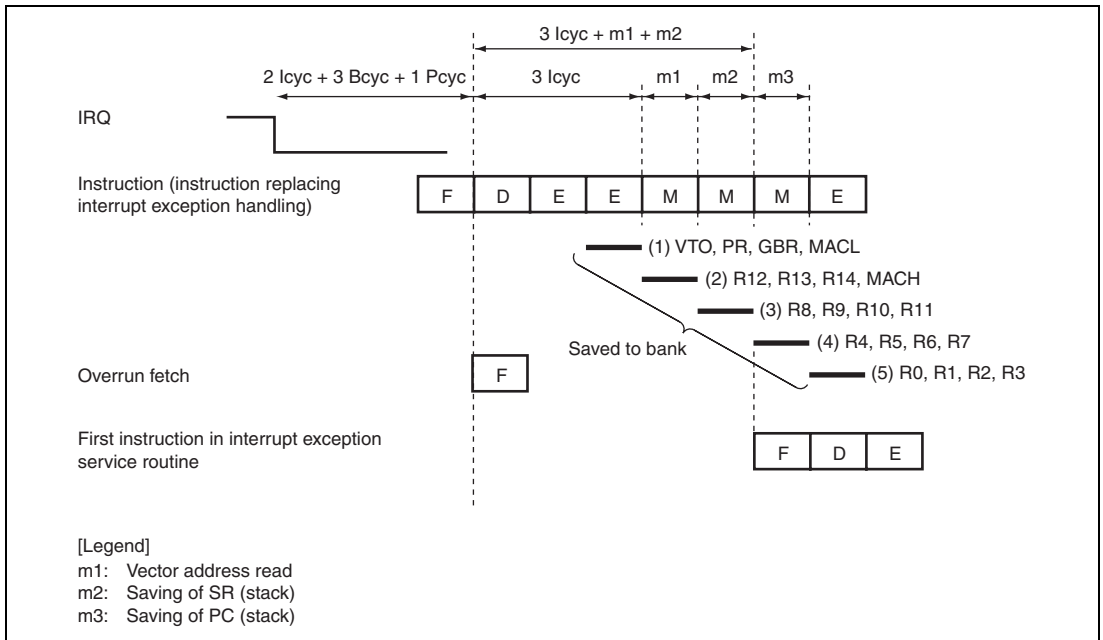 3 Icyc + m1 + m2
2 Icyc + 3 Bcyc + 1 Pcyc
3 Icyc
m1
m2
m3
IRQ
Instruction (instruction replacing
interrupt exception handling)
F D E E M M M E
(1) VTO, PR, GBR, MACL
(2) R12, R13, R14, MACH
(3) R8, R9, R10, R11
(4) R4, R5, R6, R7
Saved to bank
(5) R0, R1, R2, R3
Overrun fetch
F
First instruction in interrupt exception
service routine
F D E
[Legend]
m1: Vector address read
m2: Saving of SR (stack)
m3: Saving of PC (stack)